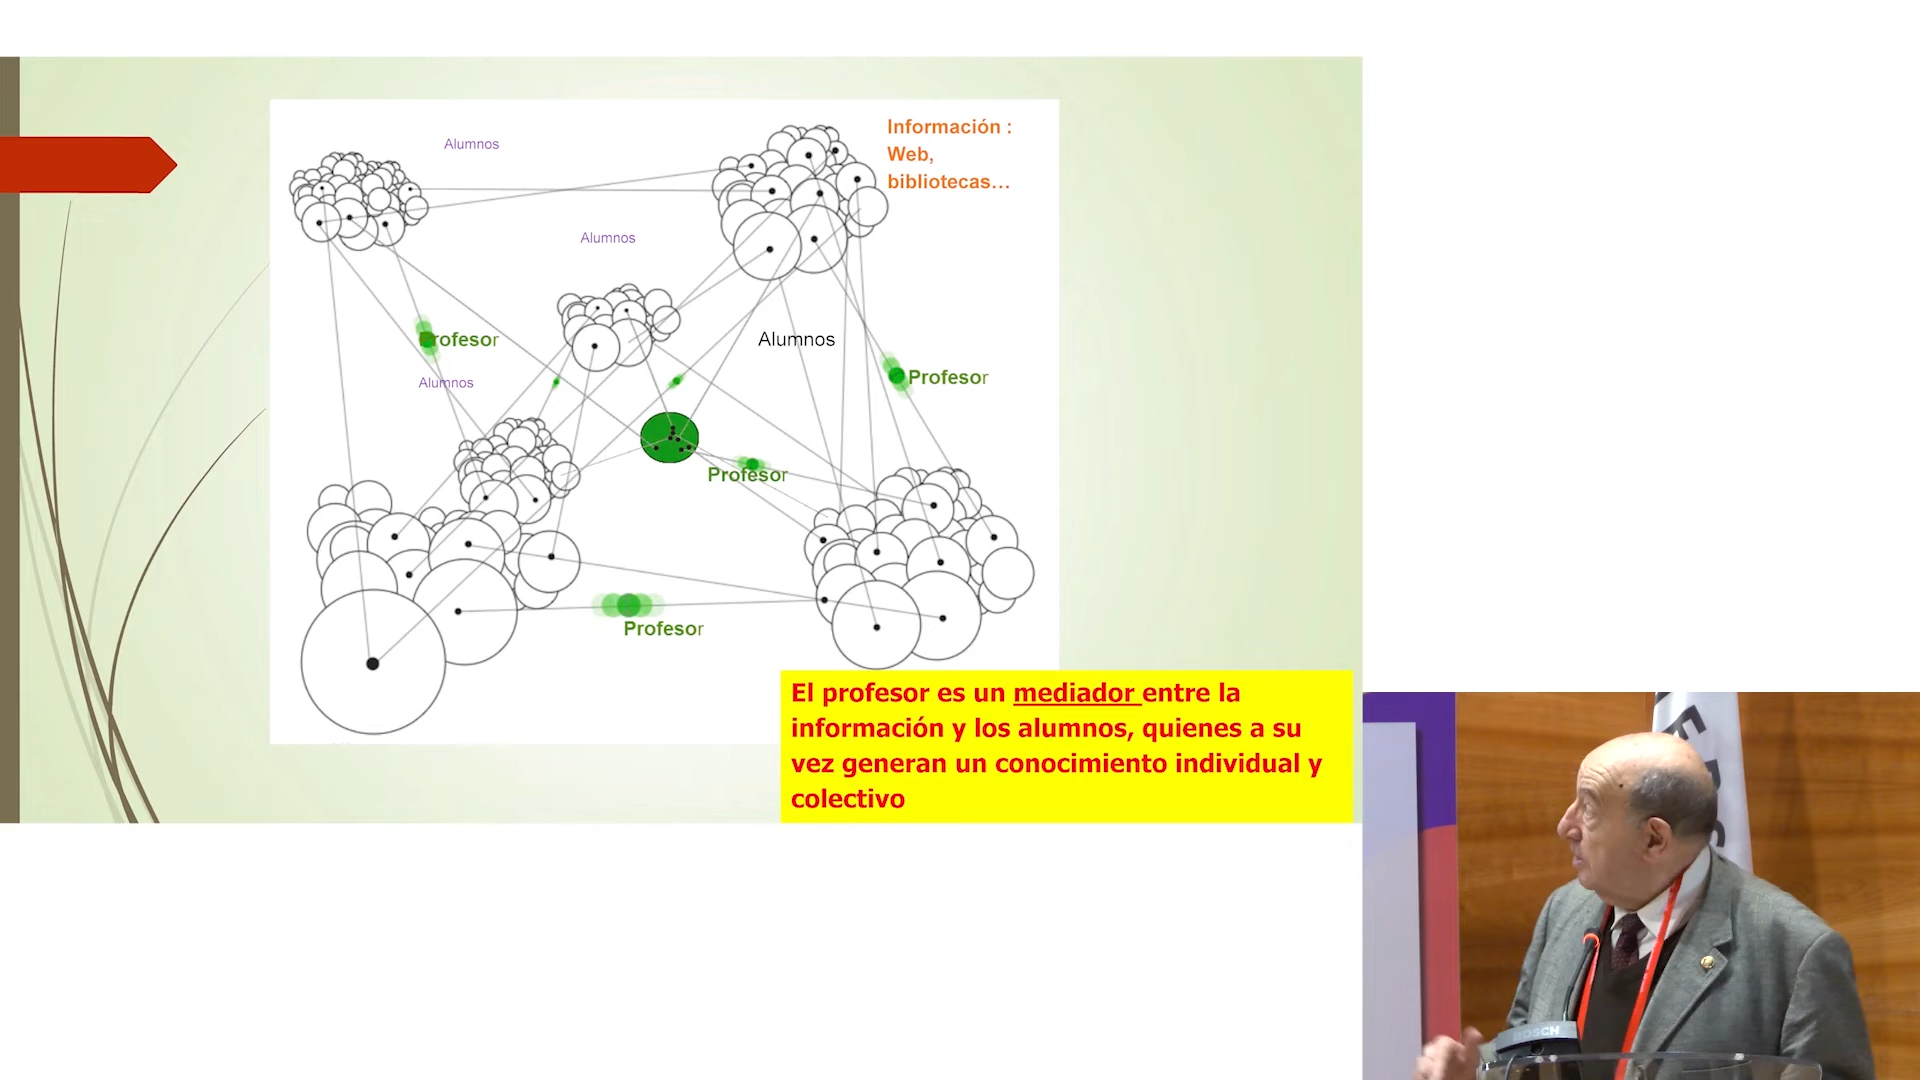 Alumnos
Información :
Web,
bibliotecas...
Alumnos
Profesor
Alumnos
Profesor
Alumnos
Profesor
Profesor
El profesor es un mediador entre la
información y los alumnos, quienes a su
vez generan un conocimiento individual y
colectivo
BOSCH